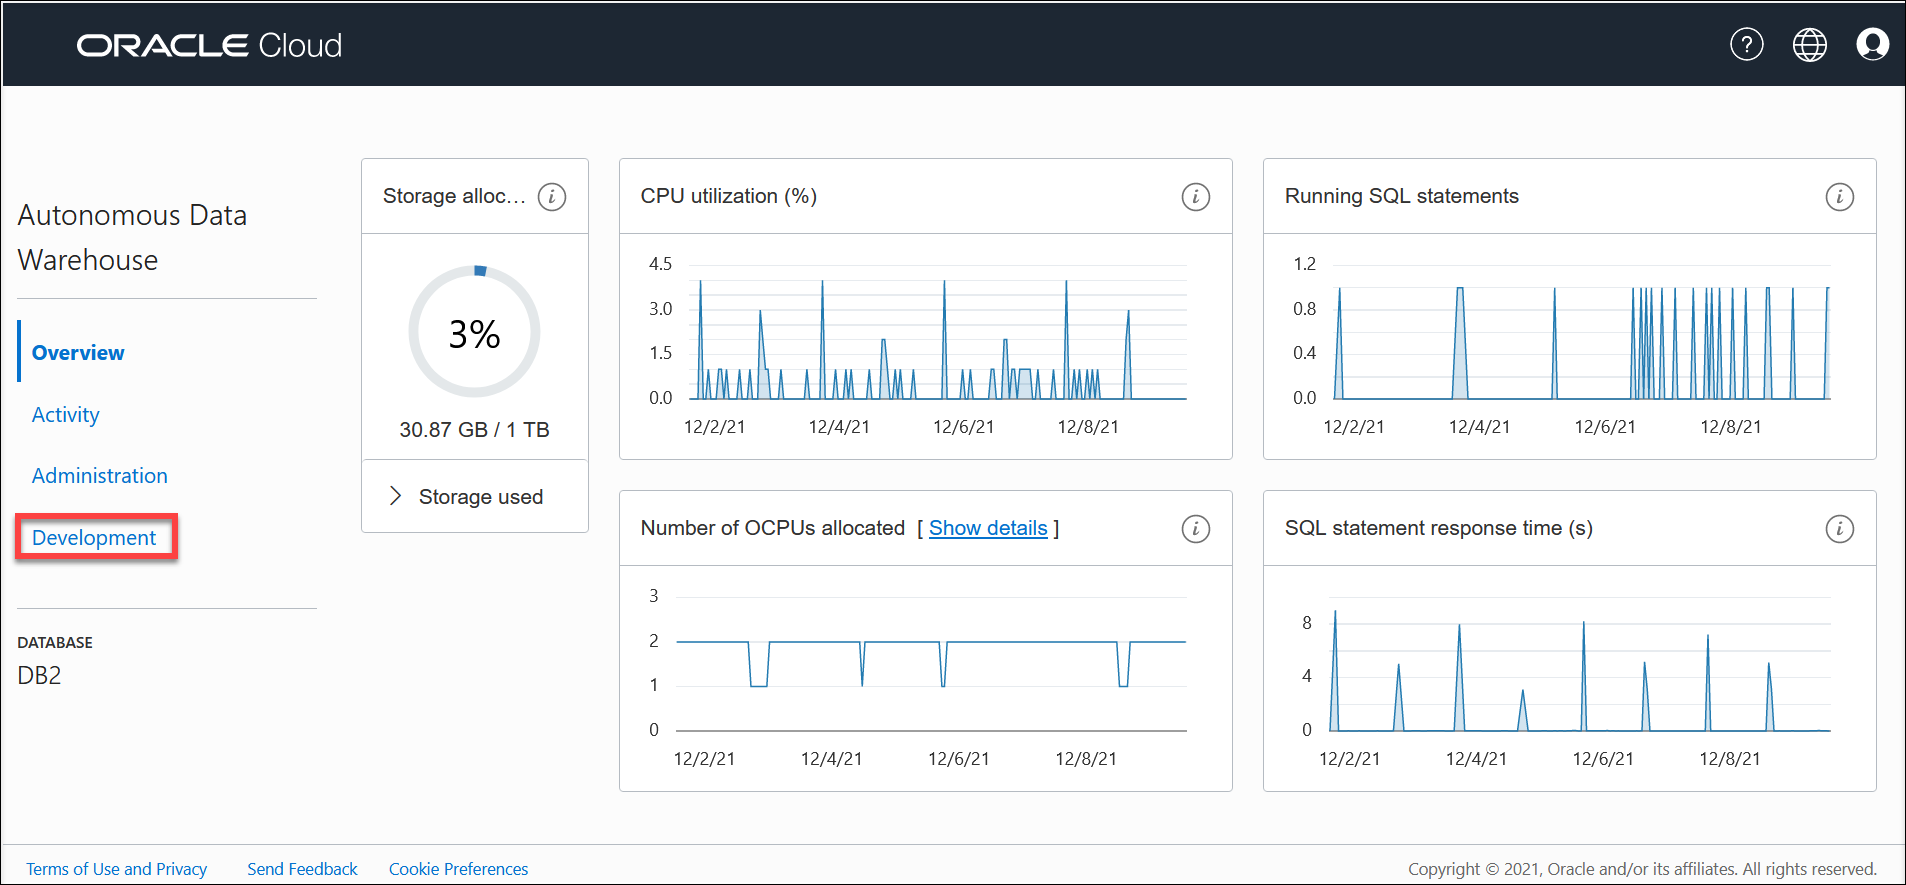 ORACLE Cloud
?
Autonomous Data
Warehouse
Overview
Activity
Administration
Development
DATABASE
DB2
Storage alloc...
i
3%
30.87 GB / 1 TB
Storage used
CPU utilization (%)
i
4.5
3.0
1.5
0.0
12/2/21 12/4/21 12/6/21 12/8/21
Running SQL statements
i
1.2
0.8
0.4
0.0
12/2/21 12/4/21 12/6/21 12/8/21
Number of OCPUs allocated [ Show details ]
i
3
2
1
0
12/2/21 12/4/21 12/6/21 12/8/21
SQL statement response time (s)
i
8
4
0
12/2/21 12/4/21 12/6/21 12/8/21
Terms of Use and Privacy Send Feedback Cookie Preferences
Copyright © 2021, Oracle and/or its affiliates. All rights reserved.